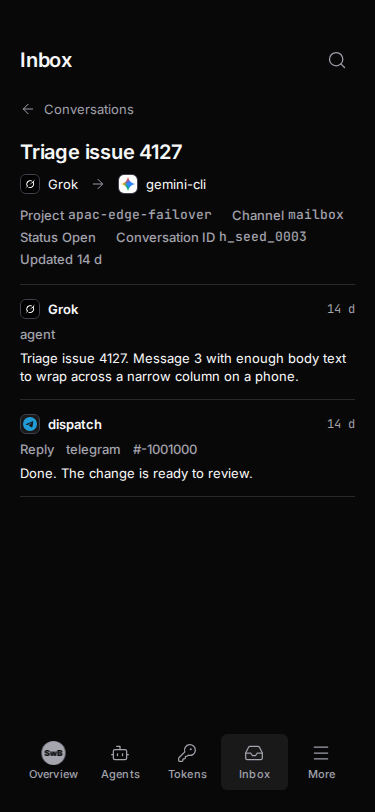 Inbox
Conversations
Triage issue 4127
Grok gemini-cli
Project apac-edge-failover Channel mailbox
Status Open Conversation ID h_seed_0003
Updated 14 d
Grok 14 d
agent
Triage issue 4127. Message 3 with enough body text
to wrap across a narrow column on a phone.
dispatch 14 d
Reply telegram #-1001000
Done. The change is ready to review.
SwB
Overview Agents Tokens Inbox More